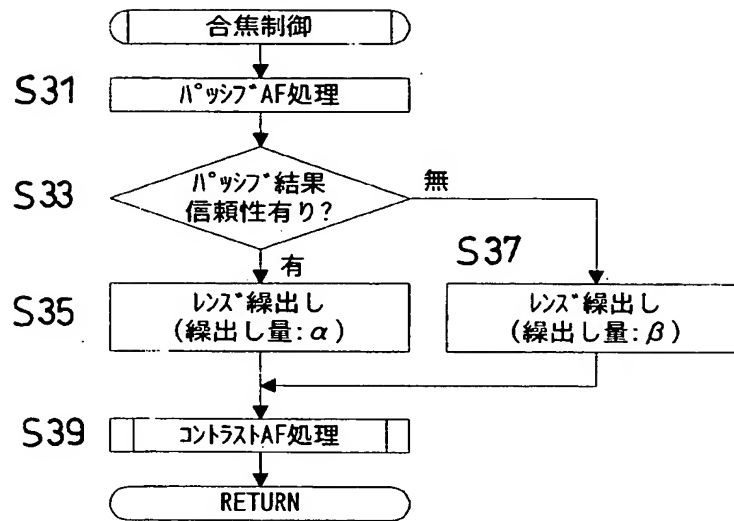 合焦制御
S31
ﾊﾟｯｼﾌﾞAF処理
S33
ﾊﾟｯｼﾌﾞ結果
信頼性有り?
無
有
S37
S35
ﾚﾝｽﾞ繰出し
(繰出し量:α)
ﾚﾝｽﾞ繰出し
(繰出し量:β)
S39
ｺﾝﾄﾗｽﾄAF処理
RETURN